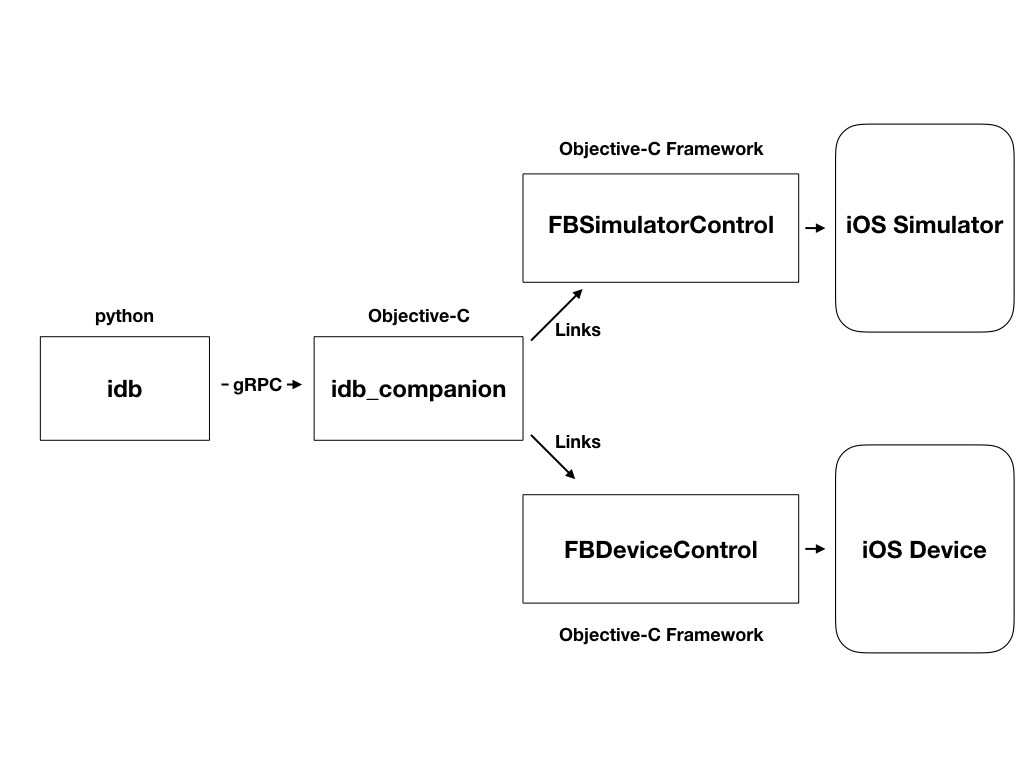 Objective-C Framework
FBSimulatorControl
iOS Simulator
python
Objective-C
Links
idb
gRPC
idb_companion
Links
FBDeviceControl
iOS Device
Objective-C Framework